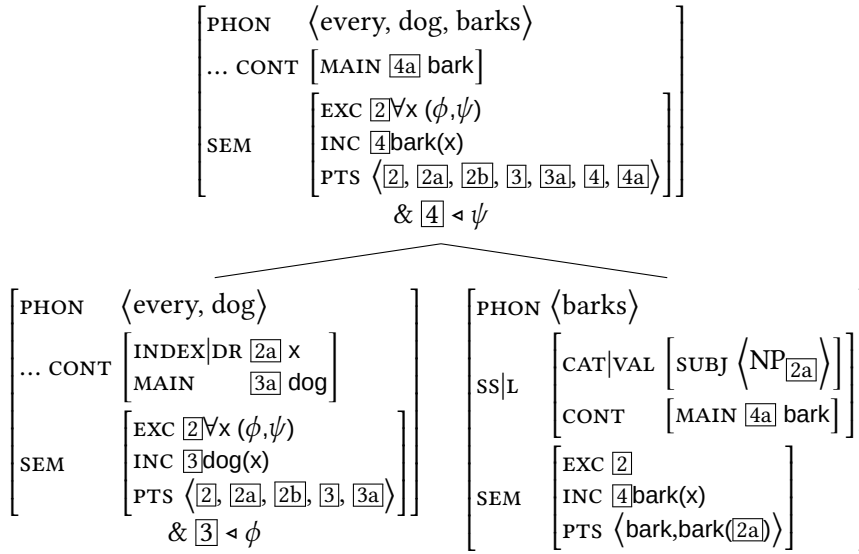 PHON ⟨every, dog, barks⟩
... CONT [MAIN 4a bark]
SEM [EXC 2∀x (ϕ,ψ)
INC 4bark(x)
PTS ⟨2, 2a, 2b, 3, 3a, 4, 4a⟩]
& 4 ◃ ψ
PHON ⟨every, dog⟩
... CONT [INDEX|DR 2a x
MAIN 3a dog]
SEM [EXC 2∀x (ϕ,ψ)
INC 3dog(x)
PTS ⟨2, 2a, 2b, 3, 3a⟩]
& 3 ◃ ϕ
PHON ⟨barks⟩
SS|L [CAT|VAL [SUBJ ⟨NP2a⟩]
CONT [MAIN 4a bark]]
SEM [EXC 2
INC 4bark(x)
PTS ⟨bark,bark(2a)⟩]